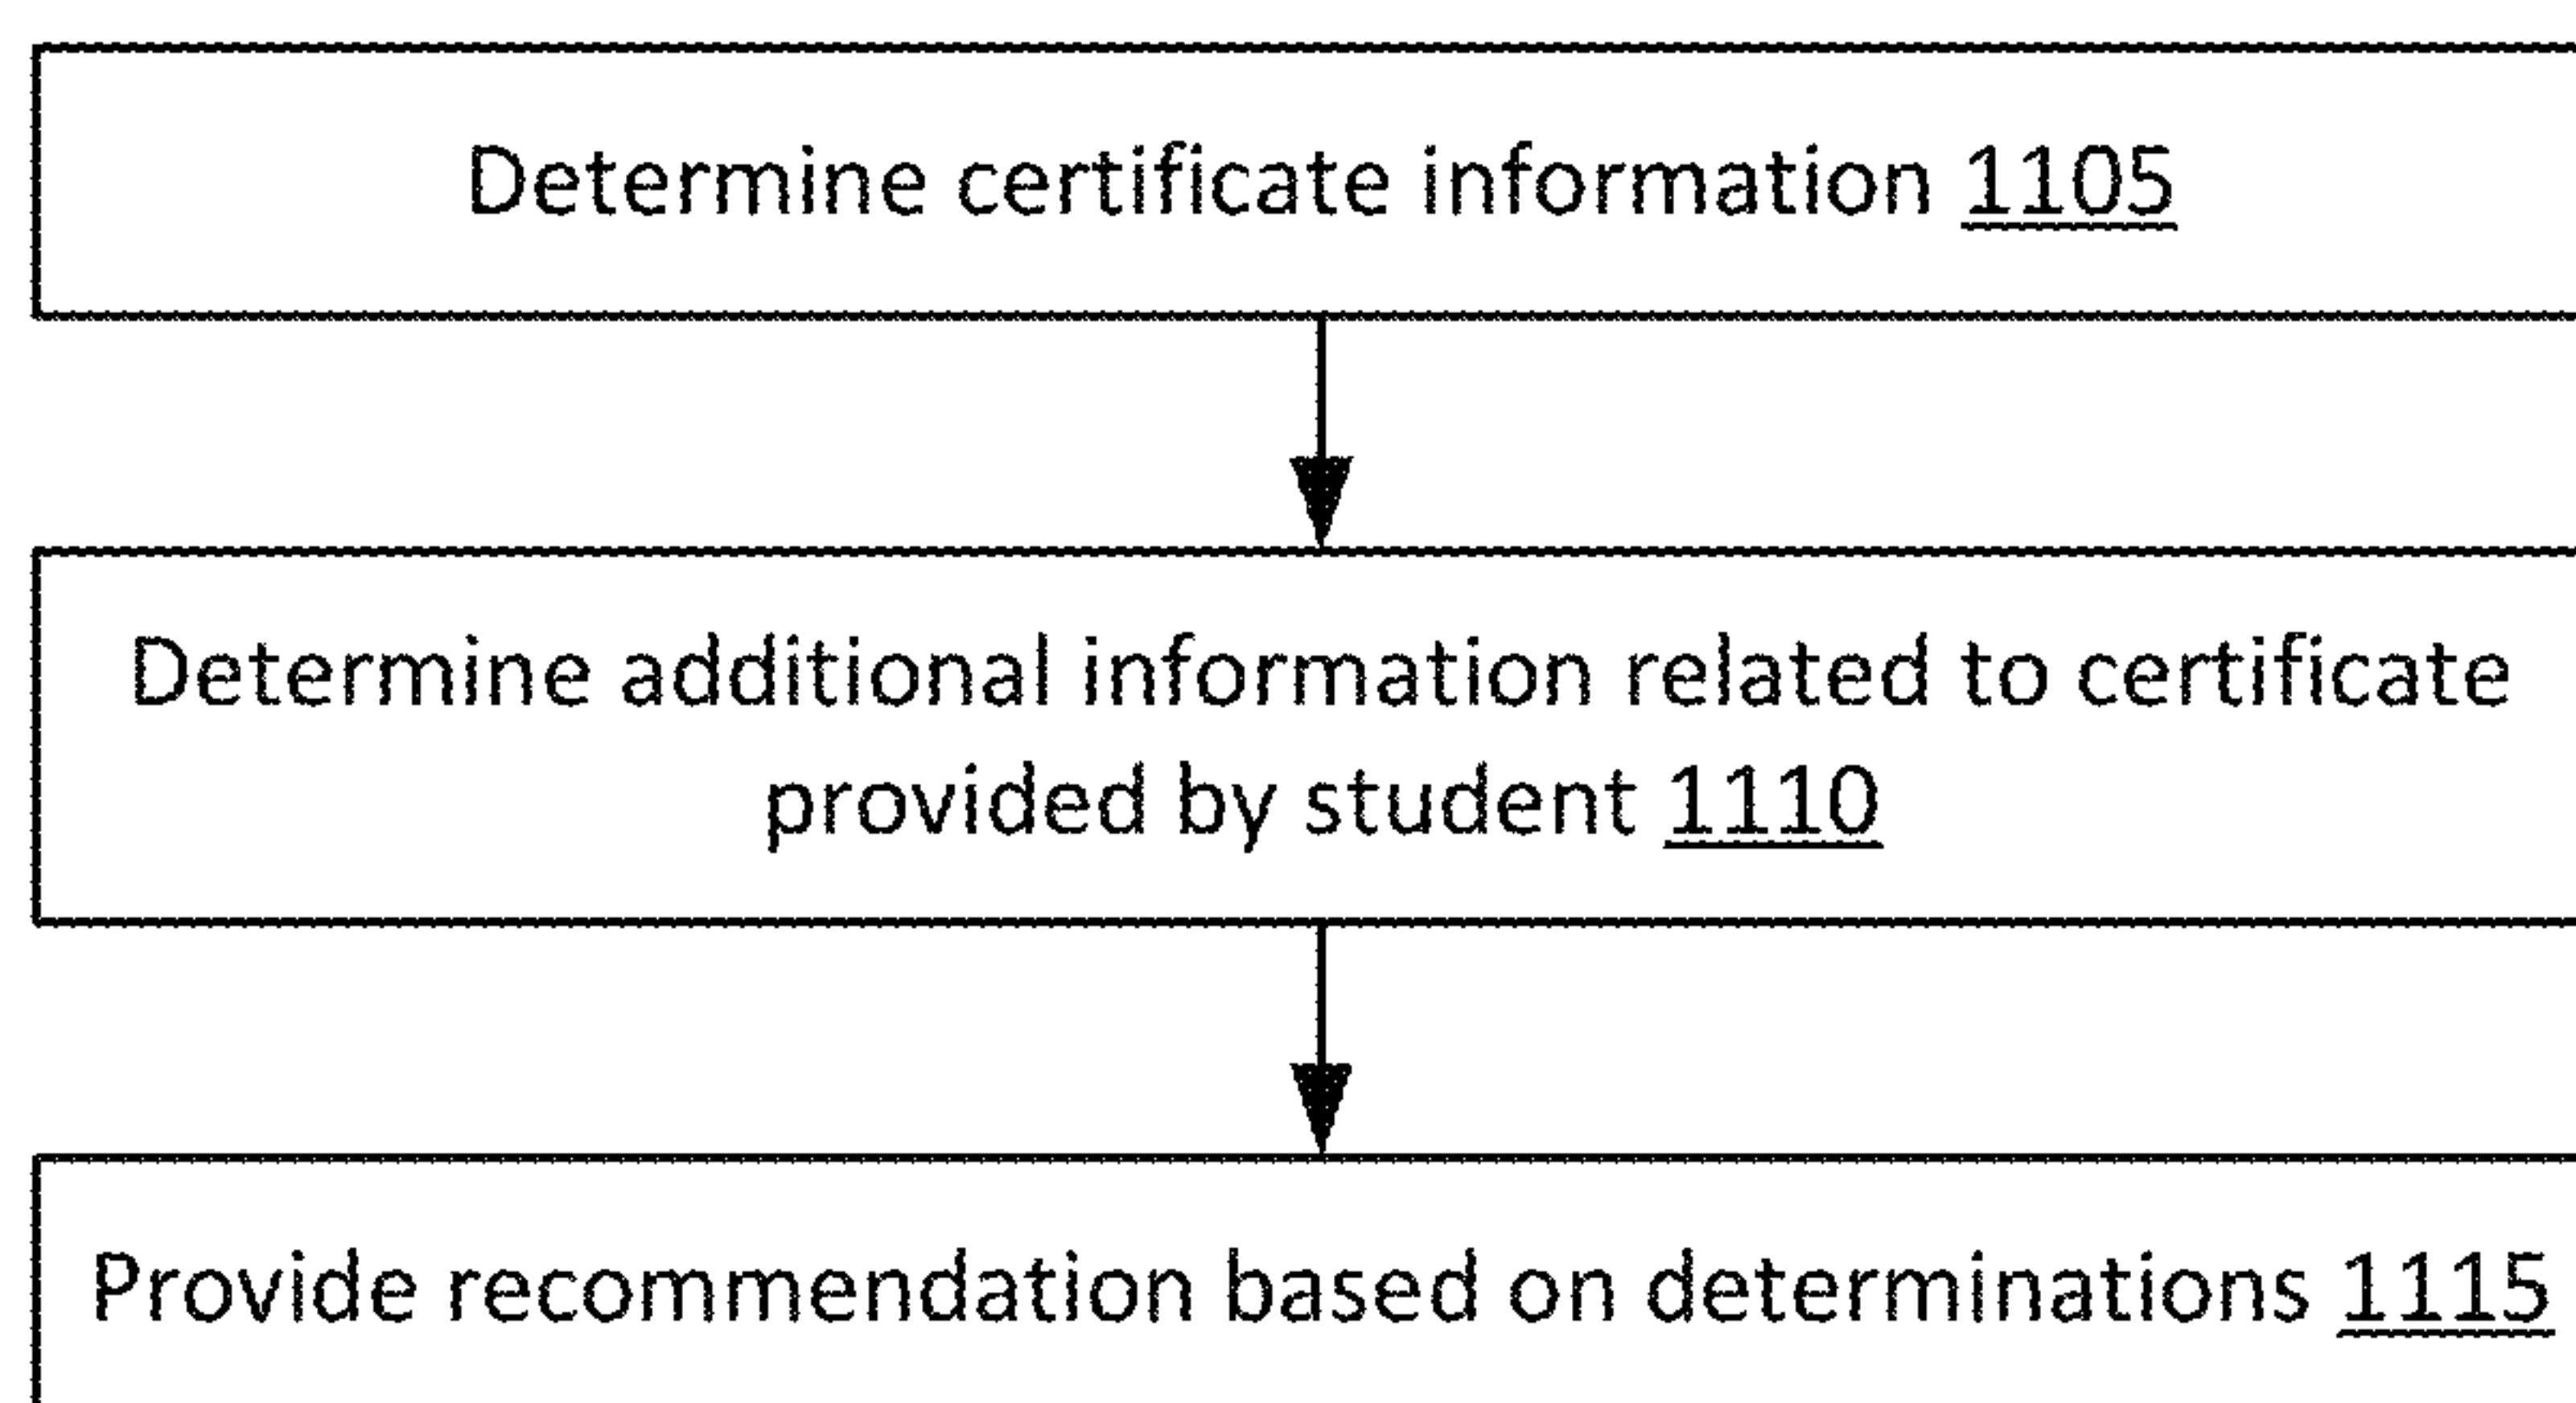 Determine certificate information 1105
Determine additional information related to certificate
provided by student 1110
Provide recommendation based on determinations 1115